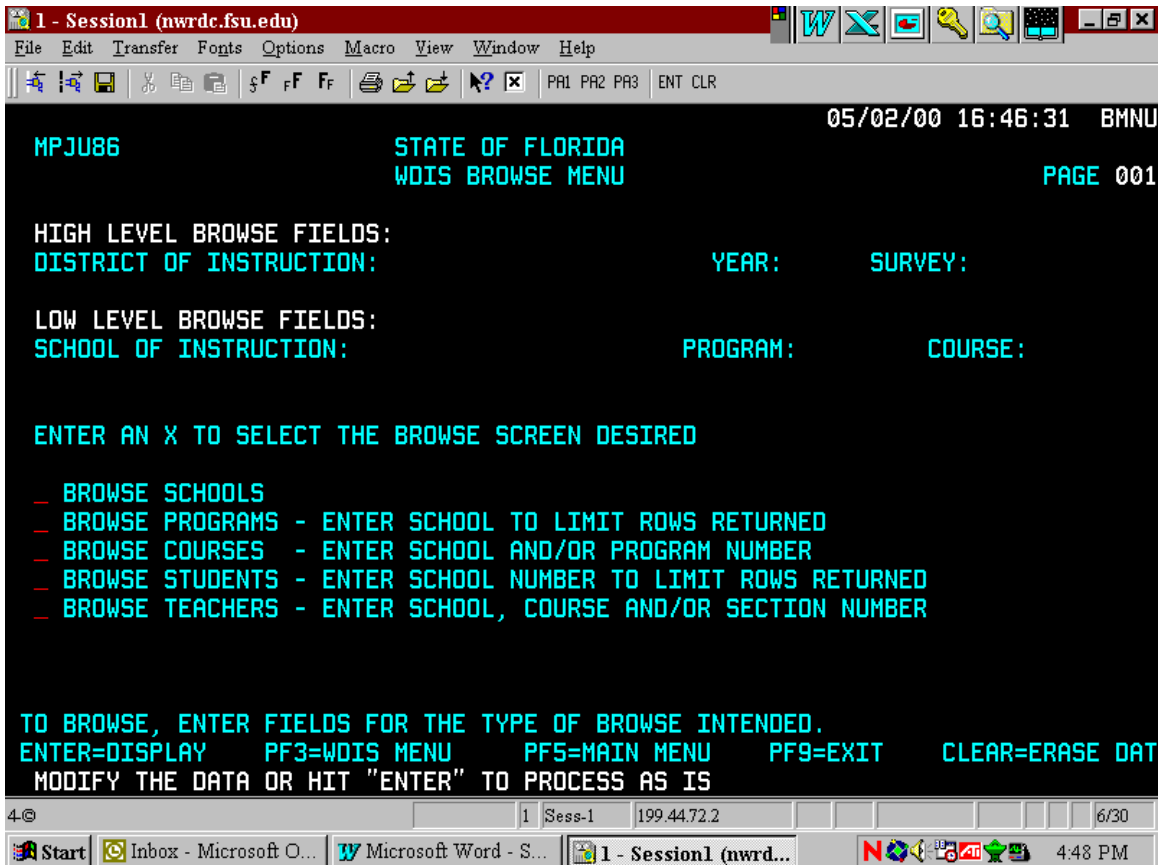 1 - Session1 (nwrdc.fsu.edu)
File Edit Transfer Fonts Options Macro View Window Help
PA1 PA2 PA3 ENT CLR
05/02/00 16:46:31 BMNU
MPJU86 STATE OF FLORIDA
WDIS BROWSE MENU PAGE 001
HIGH LEVEL BROWSE FIELDS:
DISTRICT OF INSTRUCTION: YEAR: SURVEY:
LOW LEVEL BROWSE FIELDS:
SCHOOL OF INSTRUCTION: PROGRAM: COURSE:
ENTER AN X TO SELECT THE BROWSE SCREEN DESIRED
_ BROWSE SCHOOLS
_ BROWSE PROGRAMS - ENTER SCHOOL TO LIMIT ROWS RETURNED
_ BROWSE COURSES - ENTER SCHOOL AND/OR PROGRAM NUMBER
_ BROWSE STUDENTS - ENTER SCHOOL NUMBER TO LIMIT ROWS RETURNED
_ BROWSE TEACHERS - ENTER SCHOOL, COURSE AND/OR SECTION NUMBER
TO BROWSE, ENTER FIELDS FOR THE TYPE OF BROWSE INTENDED.
ENTER=DISPLAY PF3=WDIS MENU PF5=MAIN MENU PF9=EXIT CLEAR=ERASE DAT
MODIFY THE DATA OR HIT "ENTER" TO PROCESS AS IS
4-© 1 Sess-1 199.44.72.2 6/30
Start Inbox - Microsoft O... Microsoft Word - S... 1 - Session1 (nwrd... 4:48 PM